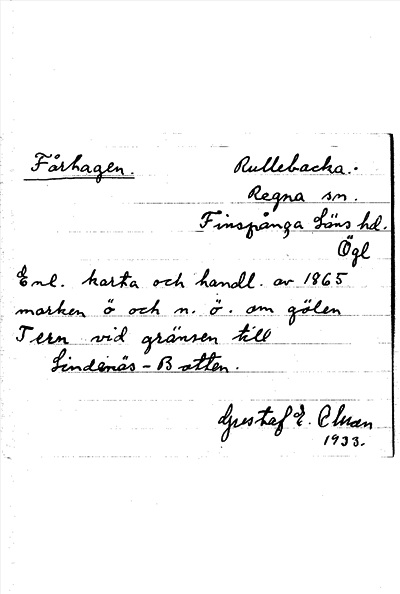 Fårhagen. Rullebacka.
Regna sn.
Finspånga Läns hd.
Ögl
Enl. karta och handl. av 1865
marken ö och n. ö. om gölen
Tern vid gränsen till
Lindenäs-Botten.
Gustaf E. Olman
1933.